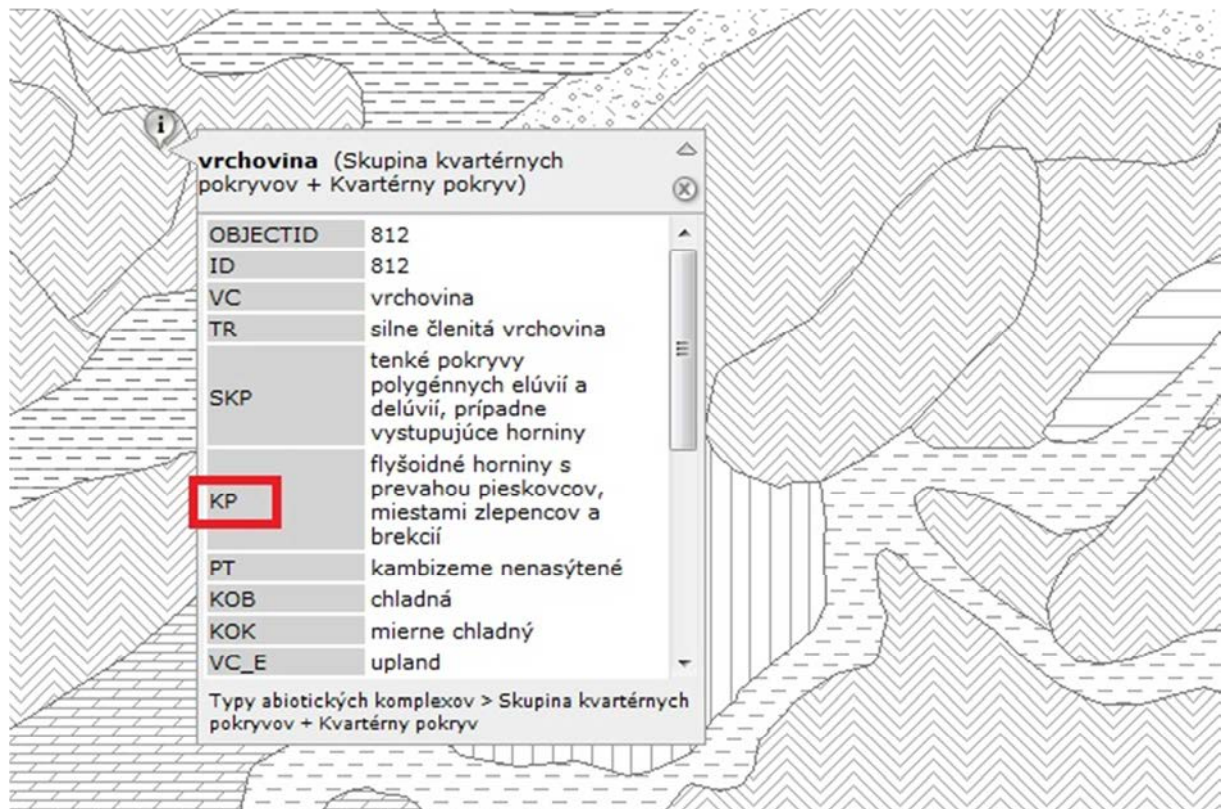 i
vrchovina (Skupina kvartérnych
pokryvov + Kvartérny pokryv)
OBJECTID 812
ID 812
VC vrchovina
TR silne členitá vrchovina
SKP tenké pokryvy
polygénnych elúvií a
delúvií, prípadne
vystupujúce horniny
KP flyšoidné horniny s
prevahou pieskovcov,
miestami zlepencov a
brekcií
PT kambizeme nenasýtené
KOB chladná
KOK mierne chladný
VC_E upland
Typy abiotických komplexov > Skupina kvartérnych
pokryvov + Kvartérny pokryv